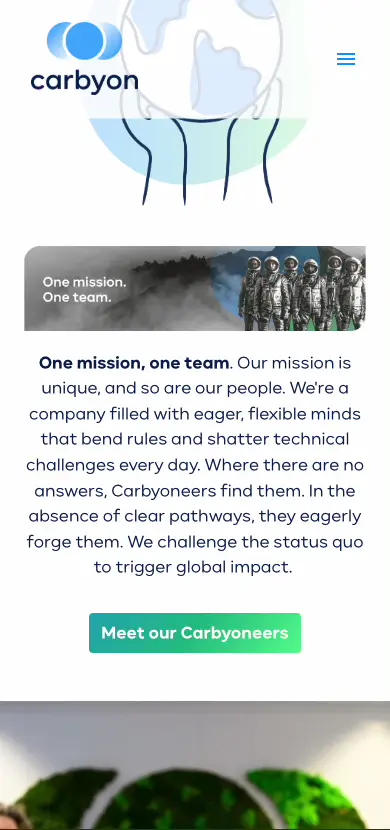 carbyon
One mission.
One team.
One mission, one team. Our mission is
unique, and so are our people. We're a
company filled with eager, flexible minds
that bend rules and shatter technical
challenges every day. Where there are no
answers, Carbyoneers find them. In the
absence of clear pathways, they eagerly
forge them. We challenge the status quo
to trigger global impact.
Meet our Carbyoneers